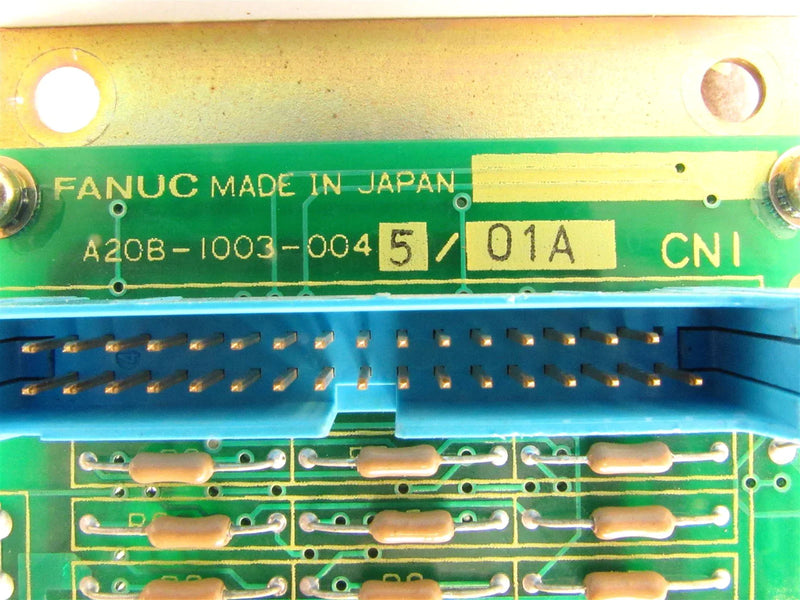 FANUC MADE IN JAPAN
A20B-1003-0045/01A CN1